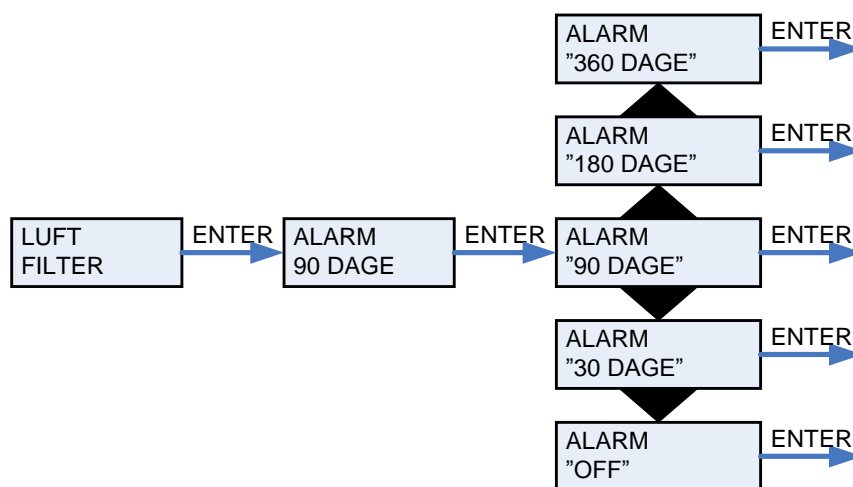 ALARM
"360 DAGE”
ENTER
ALARM
"180 DAGE”
ENTER
LUFT
FILTER
ENTER
ALARM
90 DAGE
ENTER
ALARM
"90 DAGE”
ENTER
ALARM
”30 DAGE”
ENTER
ALARM
”OFF”
ENTER